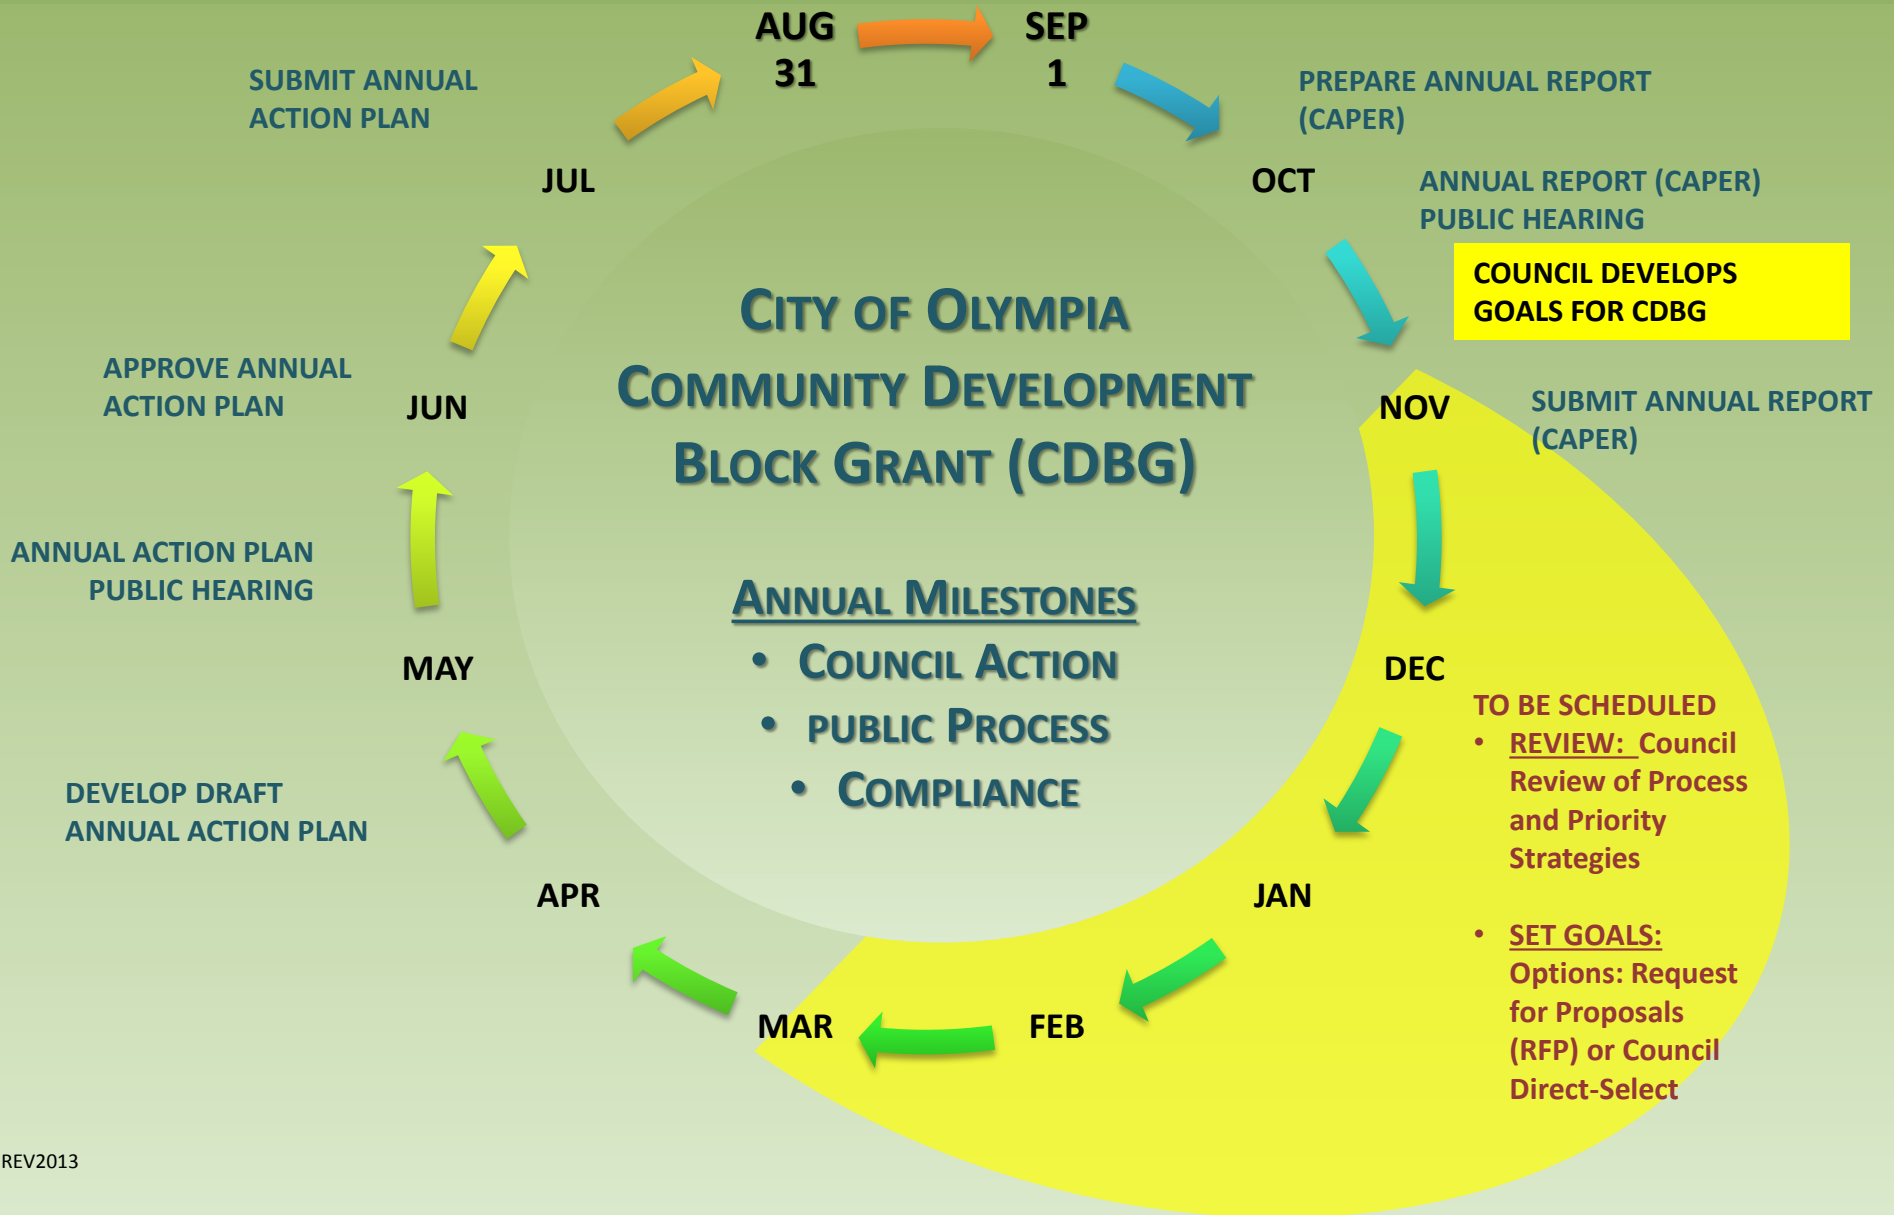 AUG
31
SEP
1
PREPARE ANNUAL REPORT
(CAPER)
OCT
ANNUAL REPORT (CAPER)
PUBLIC HEARING
COUNCIL DEVELOPS
GOALS FOR CDBG
NOV
SUBMIT ANNUAL REPORT
(CAPER)
DEC
TO BE SCHEDULED
• REVIEW: Council
Review of Process
and Priority
Strategies
• SET GOALS:
Options: Request
for Proposals
(RFP) or Council
Direct-Select
JAN
FEB
MAR
APR
DEVELOP DRAFT
ANNUAL ACTION PLAN
MAY
ANNUAL ACTION PLAN
PUBLIC HEARING
JUN
APPROVE ANNUAL
ACTION PLAN
JUL
SUBMIT ANNUAL
ACTION PLAN
CITY OF OLYMPIA
COMMUNITY DEVELOPMENT
BLOCK GRANT (CDBG)
ANNUAL MILESTONES
• COUNCIL ACTION
• PUBLIC PROCESS
• COMPLIANCE
REV2013